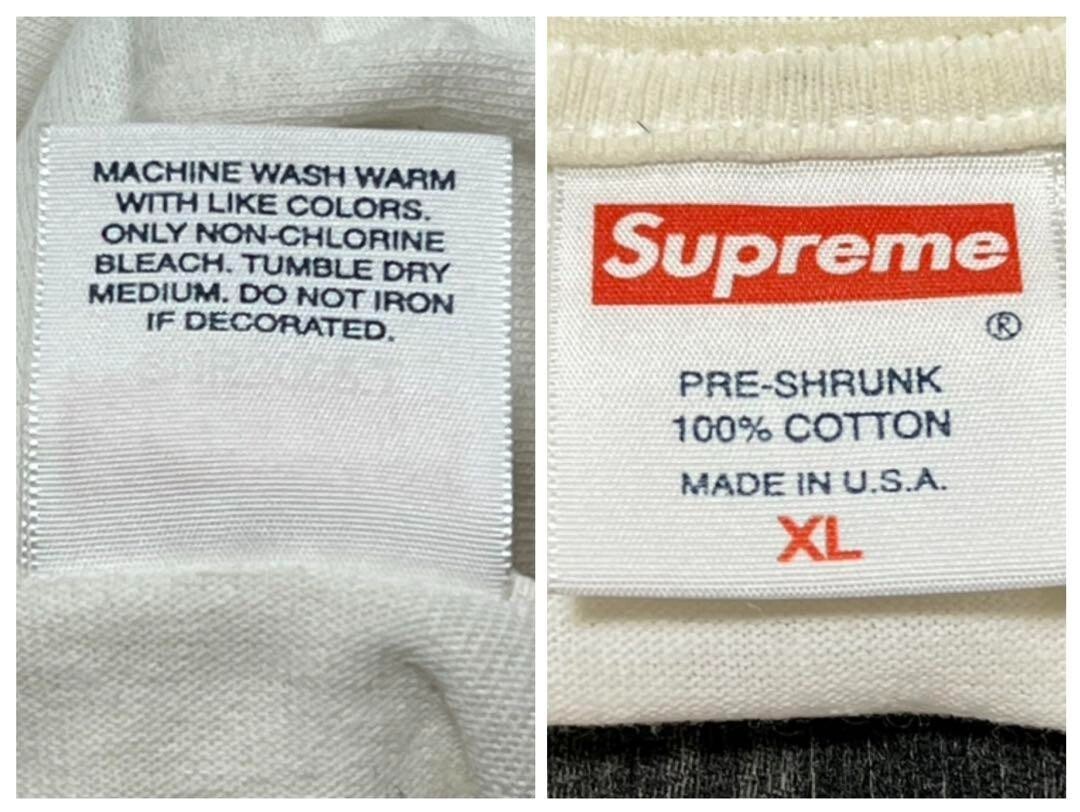 MACHINE WASH WARM
WITH LIKE COLORS.
ONLY NON-CHLORINE
BLEACH. TUMBLE DRY
MEDIUM. DO NOT IRON
IF DECORATED.
Supreme
®
PRE-SHRUNK
100% COTTON
MADE IN U.S.A.
XL